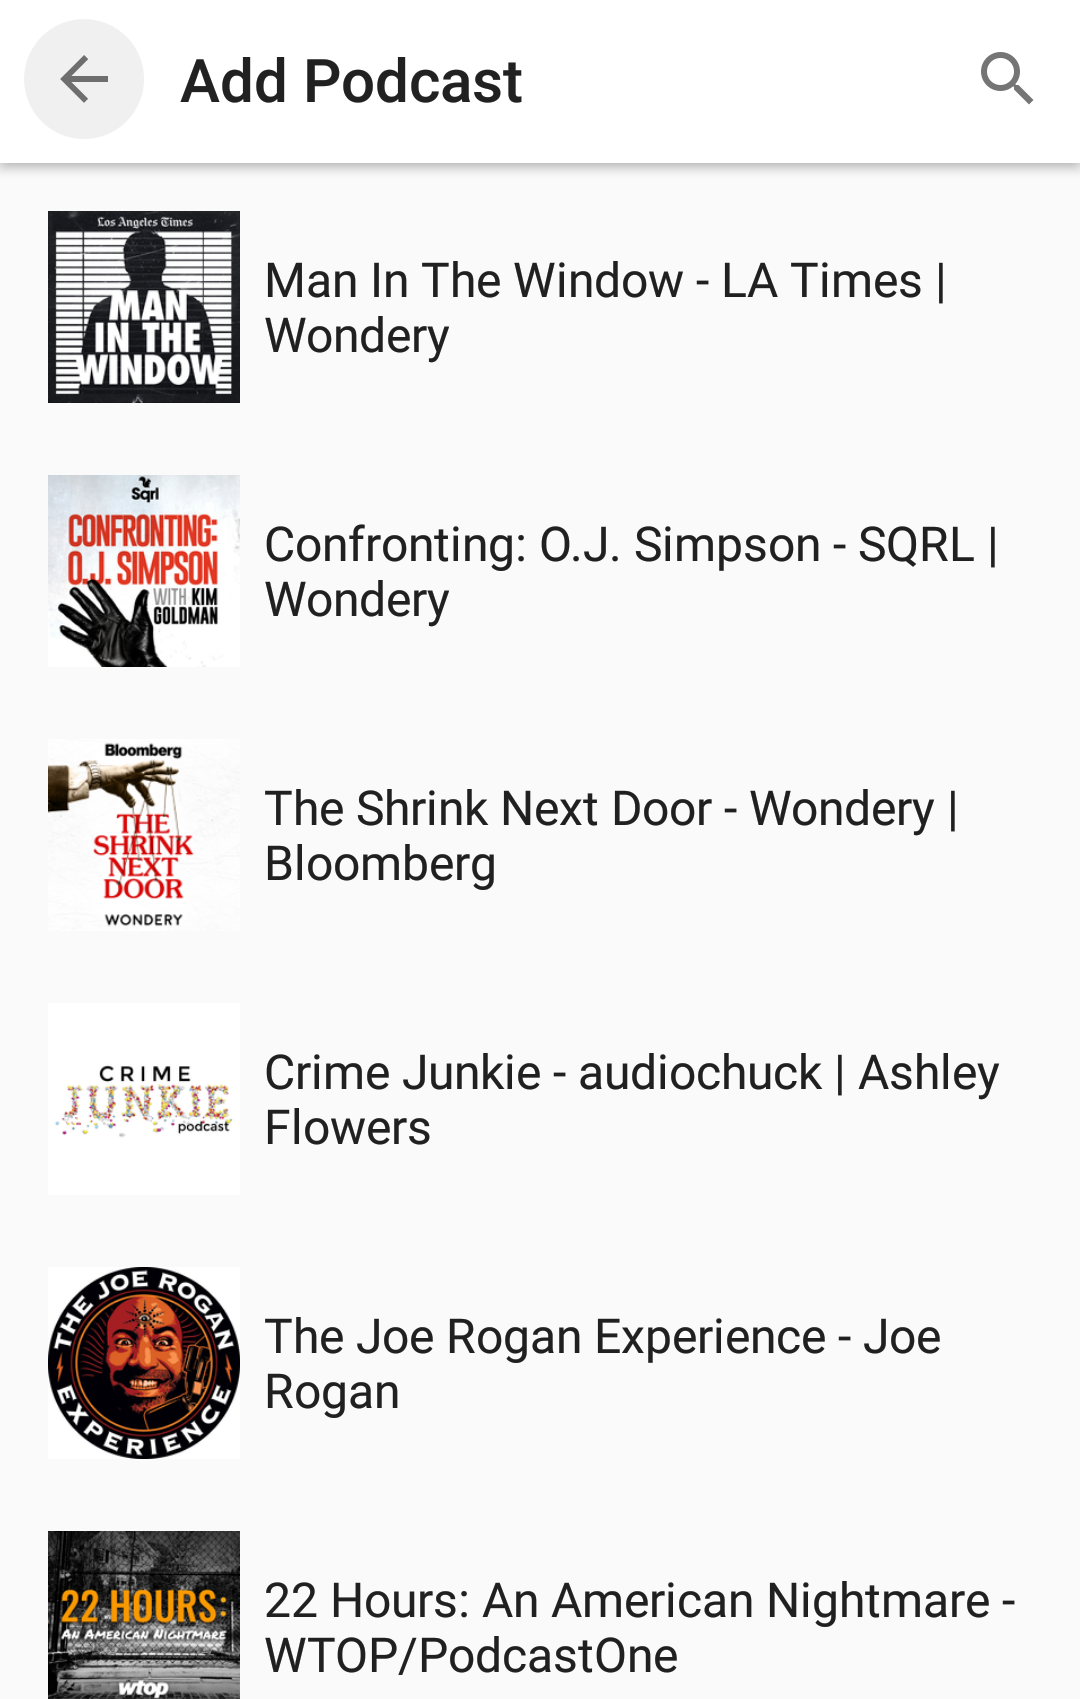 Add Podcast
Los Angeles Times
MAN
IN THE
WINDOW
Man In The Window - LA Times |
Wondery
Sqrl
CONFRONTING:
O.J. SIMPSON
WITH KIM
GOLDMAN
Confronting: O.J. Simpson - SQRL |
Wondery
Bloomberg
THE
SHRINK
NEXT
DOOR
WONDERY
The Shrink Next Door - Wondery |
Bloomberg
CRIME
JUNKIE
podcast
Crime Junkie - audiochuck | Ashley
Flowers
THE JOE ROGAN
EXPERIENCE
The Joe Rogan Experience - Joe
Rogan
22 HOURS:
AN AMERICAN NIGHTMARE
wtop
22 Hours: An American Nightmare -
WTOP/PodcastOne